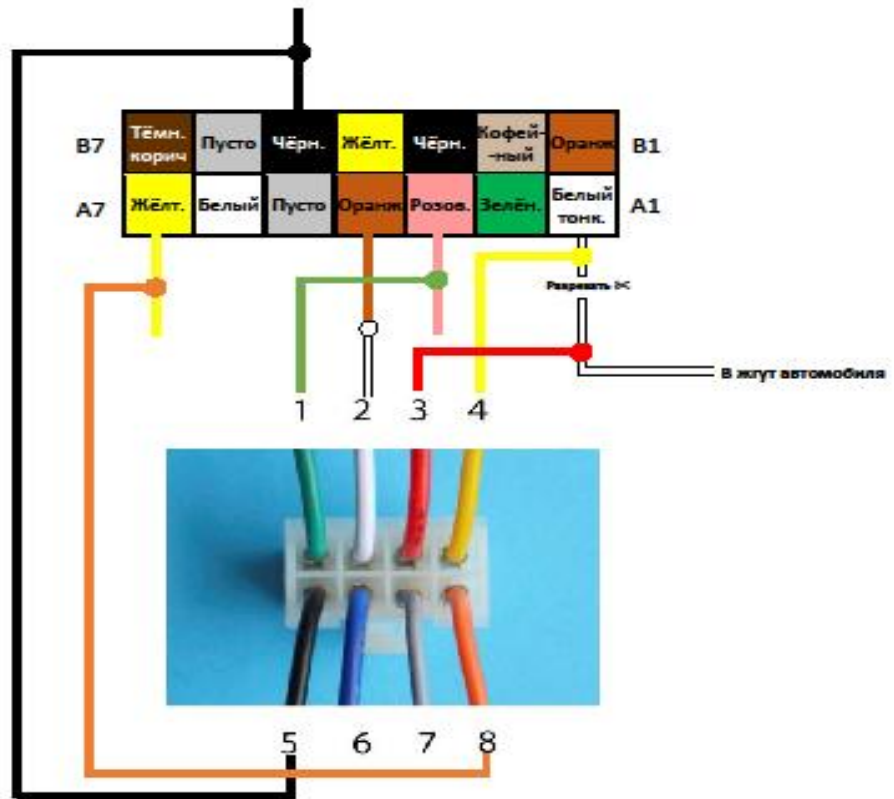 B7 Тёмн. Пусто Чёрн. Жёлт. Чёрн. Кофей- Оранж B1
корич -ный
A7 Жёлт. Белый Пусто Оранж Розов. Зелён. Белый A1
тонк.
Разрезать
В жгут автомобиля
1 2 3 4
5 6 7 8